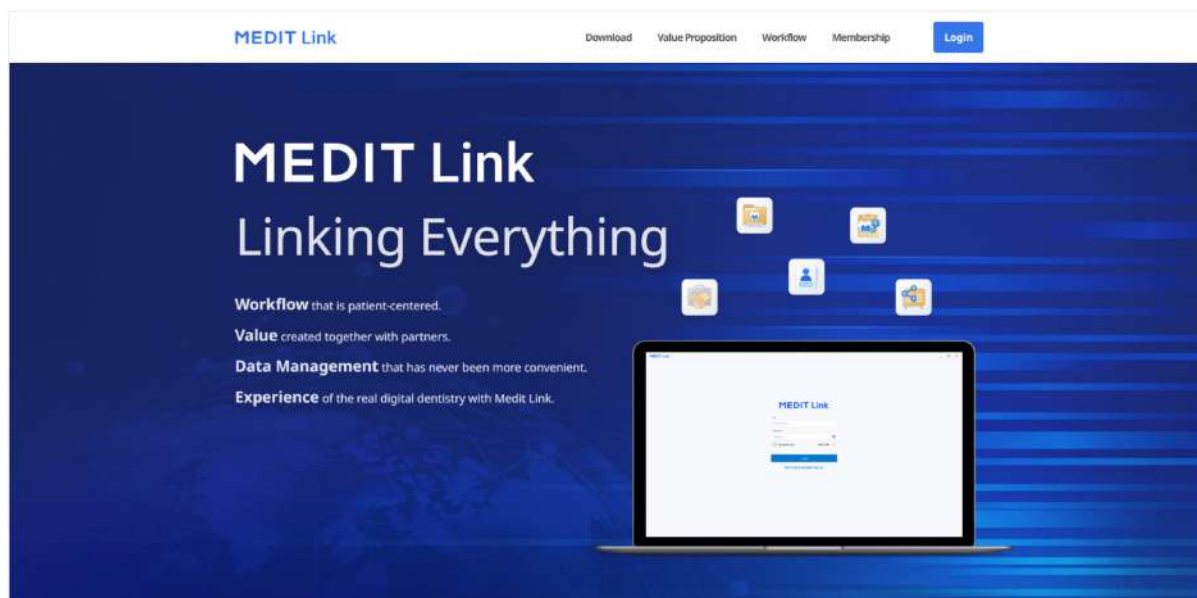 MEDIT Link
Download
Value Proposition
Workflow
Membership
Login
MEDIT Link
Linking Everything
Workflow that is patient-centered.
Value created together with partners.
Data Management that has never been more convenient.
Experience of the real digital dentistry with Medit Link.
MEDIT Link
MEDIT Link